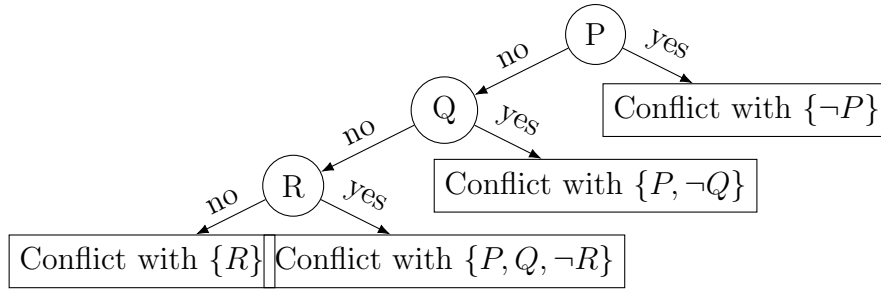 P
no
yes
Q
Conflict with {¬P}
no
yes
R
Conflict with {P, ¬Q}
no
yes
Conflict with {R}
Conflict with {P, Q, ¬R}